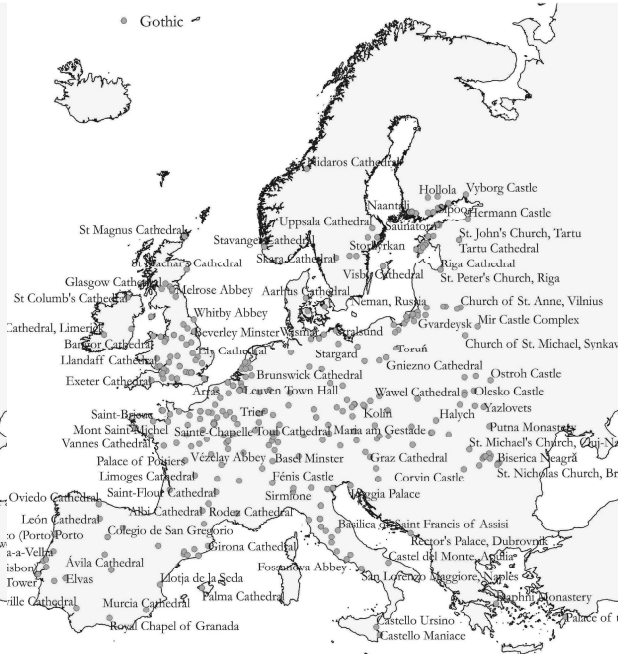 Gothic
Nidaros Cathedral
Hollola
Vyborg Castle
Naantali
Sipoo
Hermann Castle
Uppsala Cathedral
Saunatori
St Magnus Cathedral
Stavanger Cathedral
Storkyrkan
St. John's Church, Tartu
Tartu Cathedral
Skara Cathedral
Riga Cathedral
Visby Cathedral
St. Peter's Church, Riga
Glasgow Cathedral
Melrose Abbey
Aarhus Cathedral
St Columb's Cathedral
Neman, Russia
Church of St. Anne, Vilnius
Whitby Abbey
Gvardeysk
Mir Castle Complex
Cathedral, Limerick
Beverley Minster
Wismar
Stralsund
Bangor Cathedral
Ely Cathedral
Stargard
Toruń
Church of St. Michael, Synkav
Llandaff Cathedral
Gniezno Cathedral
Exeter Cathedral
Brunswick Cathedral
Ostroh Castle
Arras
Leuven Town Hall
Wawel Cathedral
Olesko Castle
Saint-Brieuc
Trier
Kolín
Halych
Yazlovets
Mont Saint-Michel
Sainte-Chapelle
Toul Cathedral
Maria am Gestade
Putna Monastery
Vannes Cathedral
St. Michael's Church, Cluj-Na
Palace of Poitiers
Vézelay Abbey
Basel Minster
Graz Cathedral
Biserica Neagră
Limoges Cathedral
Fénis Castle
Corvin Castle
St. Nicholas Church, Br
Oviedo Cathedral
Saint-Flour Cathedral
Sirmione
Loggia Palace
León Cathedral
Albi Cathedral
Rodez Cathedral
Basilica of Saint Francis of Assisi
o (Porto)
Porto
Colegio de San Gregorio
Rector's Palace, Dubrovnik
a-a-Velha
Girona Cathedral
Castel del Monte, Apulia
isbon
Ávila Cathedral
Fossanova Abbey
Tower
Elvas
Llotja de la Seda
San Lorenzo Maggiore, Naples
ville Cathedral
Murcia Cathedral
Palma Cathedral
Daphni Monastery
Royal Chapel of Granada
Castello Ursino
Palace of
Castello Maniace